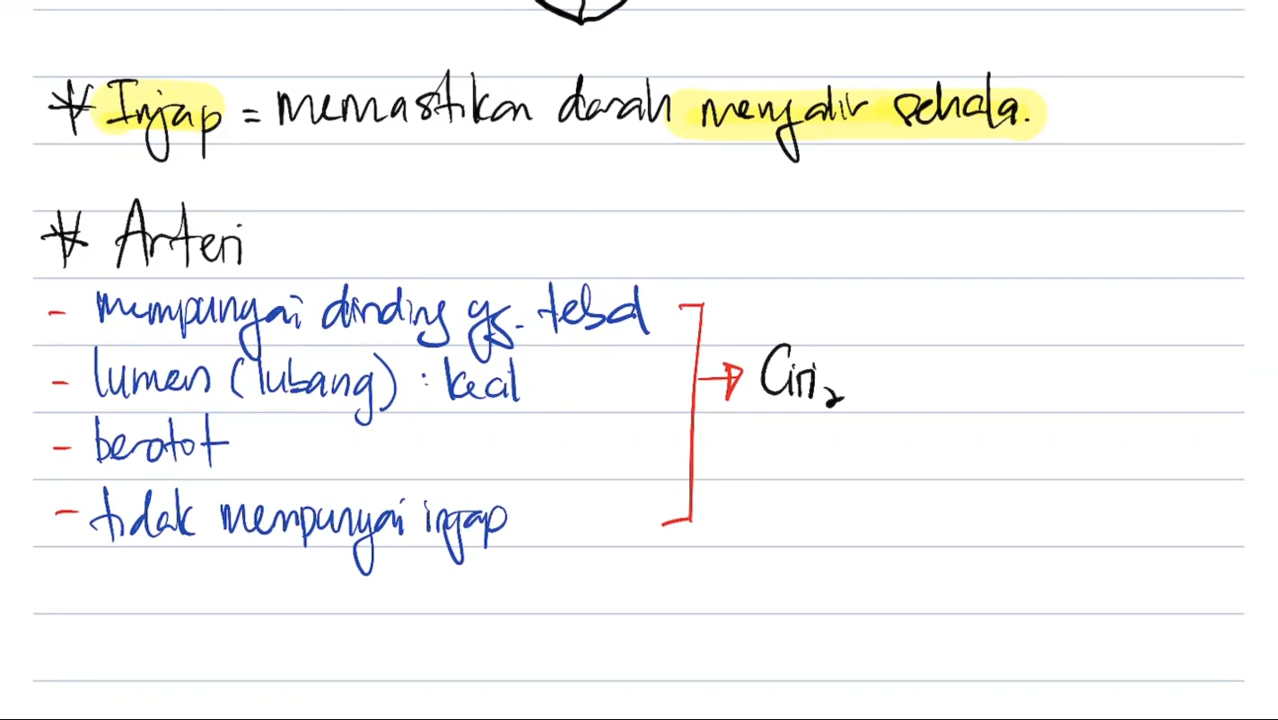 * Injap = memastikan darah mengalir sehala.
* Arteri
- mempunyai dinding yg. tebal
- lumen (lubang) : kecil
- berotot
- tidak mempunyai injap
Ciri2